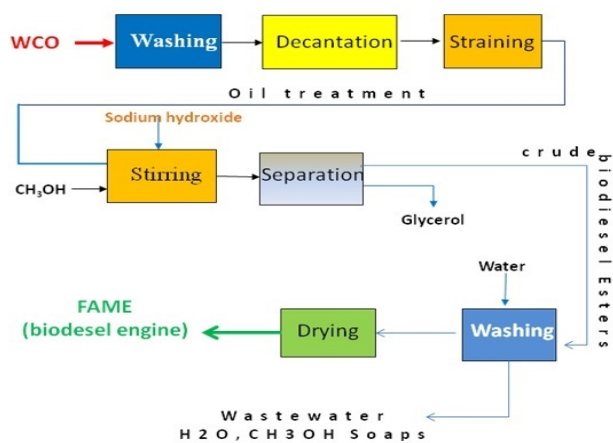 WCO
Washing
Decantation
Straining
Oil treatment
Sodium hydroxide
CH₃OH
Stirring
Separation
Glycerol
crude
biodiesel Esters
Water
Washing
Drying
FAME
(biodesel engine)
Wastewater
H2O,CH3OH Soaps